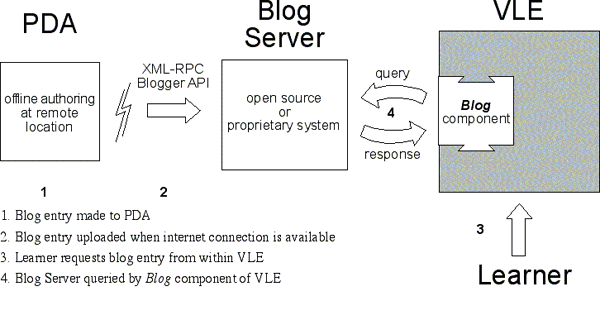 PDA
Blog
Server
VLE
offline authoring
at remote
location
XML-RPC
Blogger API
open source
or
proprietary system
query
4
response
Blog
component
1
2
3
Learner
1. Blog entry made to PDA
2. Blog entry uploaded when internet connection is available
3. Learner requests blog entry from within VLE
4. Blog Server queried by Blog component of VLE